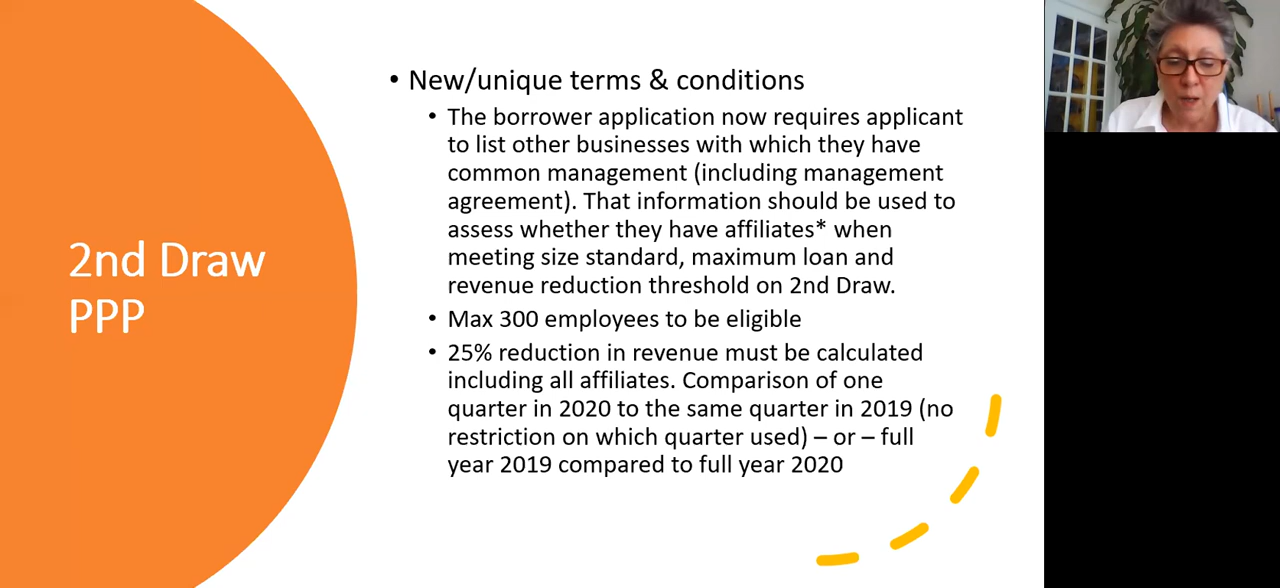 2nd Draw
PPP
• New/unique terms & conditions
• The borrower application now requires applicant
to list other businesses with which they have
common management (including management
agreement). That information should be used to
assess whether they have affiliates* when
meeting size standard, maximum loan and
revenue reduction threshold on 2nd Draw.
• Max 300 employees to be eligible
• 25% reduction in revenue must be calculated
including all affiliates. Comparison of one
quarter in 2020 to the same quarter in 2019 (no
restriction on which quarter used) – or – full
year 2019 compared to full year 2020